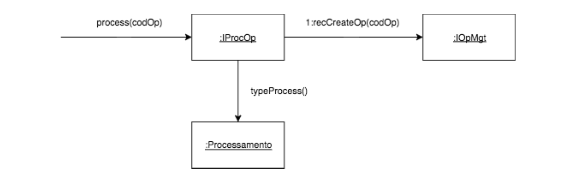 process(codOp)
1:recCreateOp(codOp)
:IProcOp
:IOpMgt
typeProcess()
:Processamento